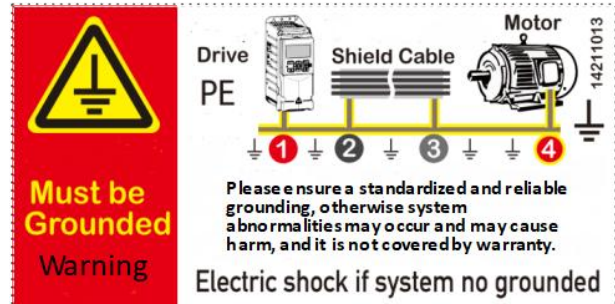 Must be
Grounded
Warning
Drive
PE
Shield Cable
Motor
14211013
1
2
3
4
Please ensure a standardized and reliable
grounding, otherwise system
abnormalities may occur and may cause
harm, and it is not covered by warranty.
Electric shock if system no grounded